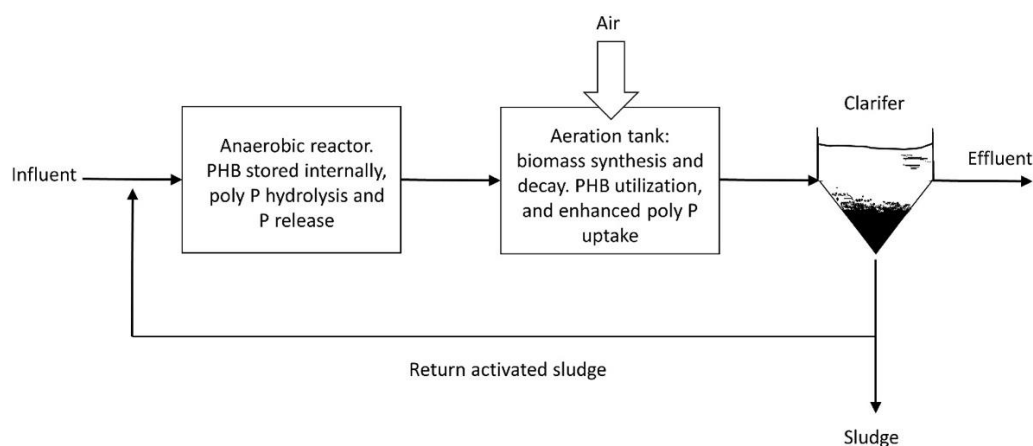 Air
Clarifer
Influent
Anaerobic reactor.
PHB stored internally,
poly P hydrolysis and
P release
Aeration tank:
biomass synthesis and
decay. PHB utilization,
and enhanced poly P
uptake
Effluent
Return activated sludge
Sludge